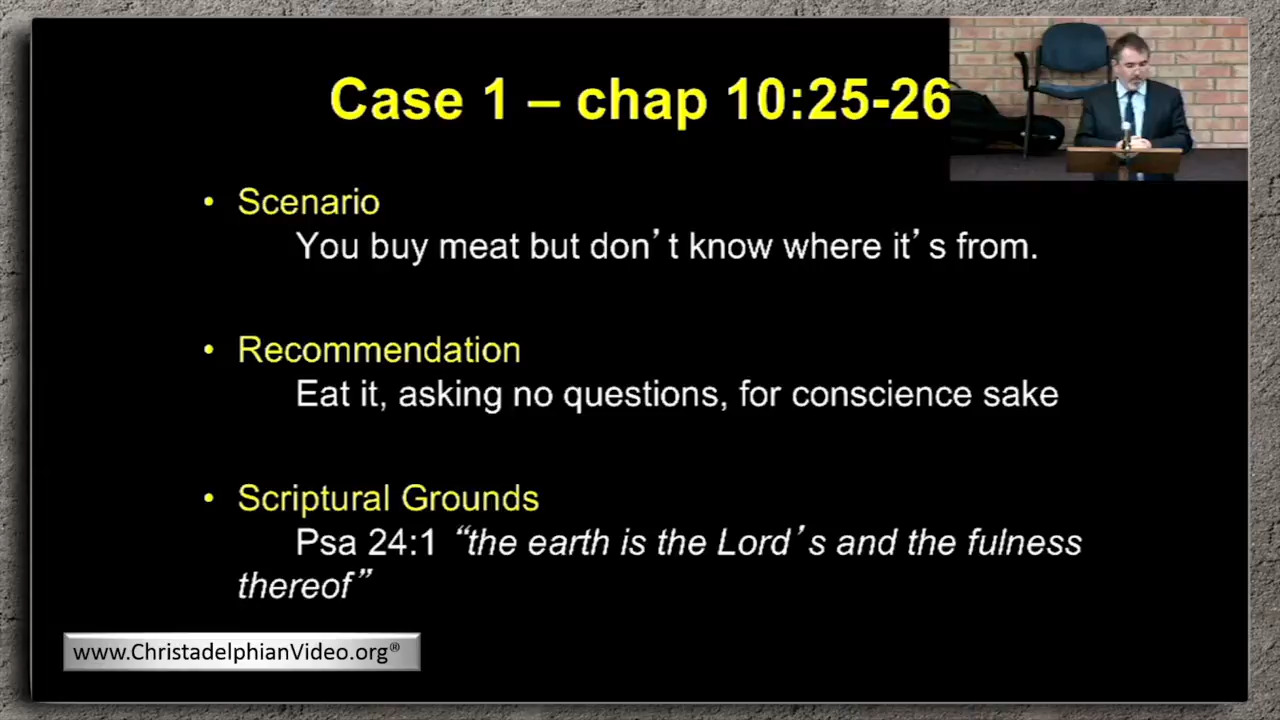 Case 1 – chap 10:25-26
• Scenario
You buy meat but don’t know where it’s from.
• Recommendation
Eat it, asking no questions, for conscience sake
• Scriptural Grounds
Psa 24:1 “the earth is the Lord’s and the fulness
thereof”
www.ChristadelphianVideo.org®